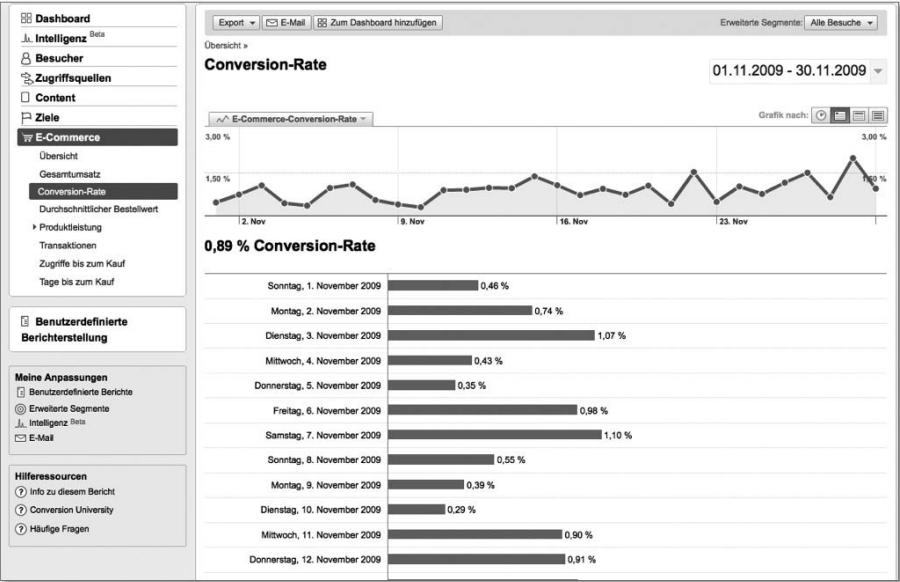 Dashboard
Intelligenz Beta
Besucher
Zugriffsquellen
Content
Ziele
E-Commerce
Übersicht
Gesamtumsatz
Conversion-Rate
Durchschnittlicher Bestellwert
Produktleistung
Transaktionen
Zugriffe bis zum Kauf
Tage bis zum Kauf
Benutzerdefinierte
Berichterstellung
Meine Anpassungen
Benutzerdefinierte Berichte
Erweiterte Segmente
Intelligenz Beta
E-Mail
Hilferessourcen
Info zu diesem Bericht
Conversion University
Häufige Fragen
Export E-Mail Zum Dashboard hinzufügen Erweiterte Segmente: Alle Besuche
Übersicht »
Conversion-Rate
01.11.2009 - 30.11.2009
E-Commerce-Conversion-Rate Grafik nach:
3,00 % 3,00 %
1,50 % 1,50 %
2. Nov 9. Nov 16. Nov 23. Nov
0,89 % Conversion-Rate
Sonntag, 1. November 2009 0,46 %
Montag, 2. November 2009 0,74 %
Dienstag, 3. November 2009 1,07 %
Mittwoch, 4. November 2009 0,43 %
Donnerstag, 5. November 2009 0,35 %
Freitag, 6. November 2009 0,98 %
Samstag, 7. November 2009 1,10 %
Sonntag, 8. November 2009 0,55 %
Montag, 9. November 2009 0,39 %
Dienstag, 10. November 2009 0,29 %
Mittwoch, 11. November 2009 0,90 %
Donnerstag, 12. November 2009 0,91 %